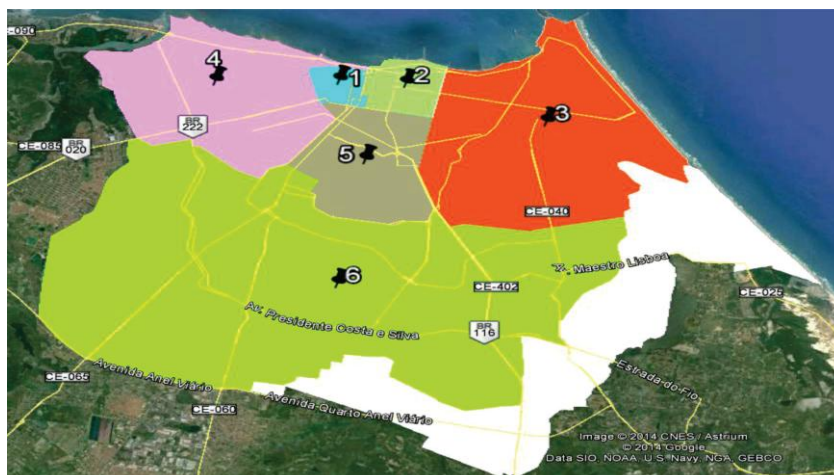 CE-090
4
1
2
3
BR
222
BR
020
CE-085
5
CE-040
6
Maestro Lisboa
CE-402
CE-025
Av. Presidente Costa e Silva
BR
116
Avenida Anel Viário
CE-065
Estrada do Fio
CE-060
Avenida Quarto Anel Viário
Image © 2014 CNES / Astrium
© 2014 Google
Data SIO, NOAA, U.S. Navy, NGA, GEBCO